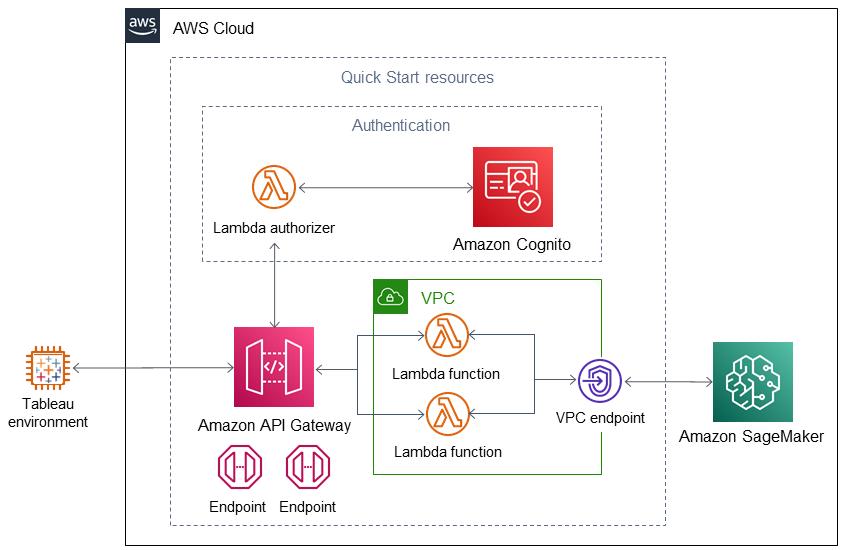 aws
AWS Cloud
Quick Start resources
Authentication
Lambda authorizer
Amazon Cognito
VPC
Lambda function
Tableau
environment
Amazon API Gateway
VPC endpoint
Amazon SageMaker
Lambda function
Endpoint
Endpoint